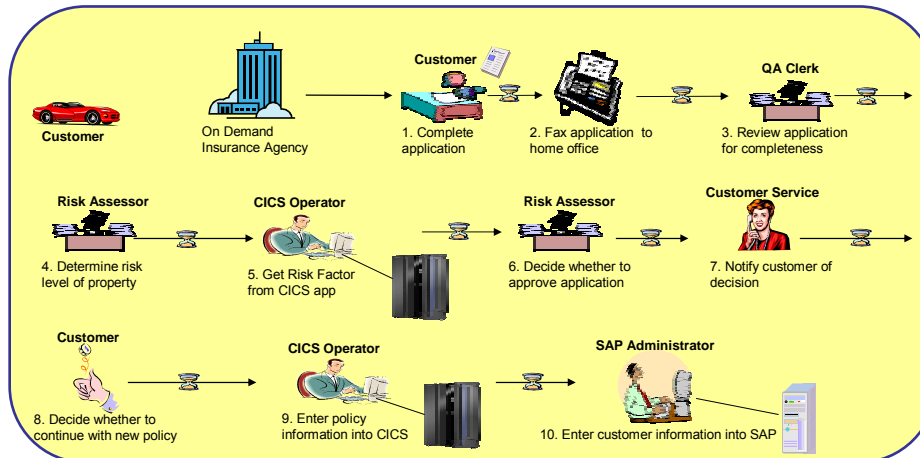 Customer
On Demand
Insurance Agency
Customer
1. Complete
application
2. Fax application to
home office
QA Clerk
3. Review application
for completeness
Risk Assessor
4. Determine risk
level of property
CICS Operator
5. Get Risk Factor
from CICS app
Risk Assessor
6. Decide whether to
approve application
Customer Service
7. Notify customer of
decision
Customer
8. Decide whether to
continue with new policy
CICS Operator
9. Enter policy
information into CICS
SAP Administrator
10. Enter customer information into SAP